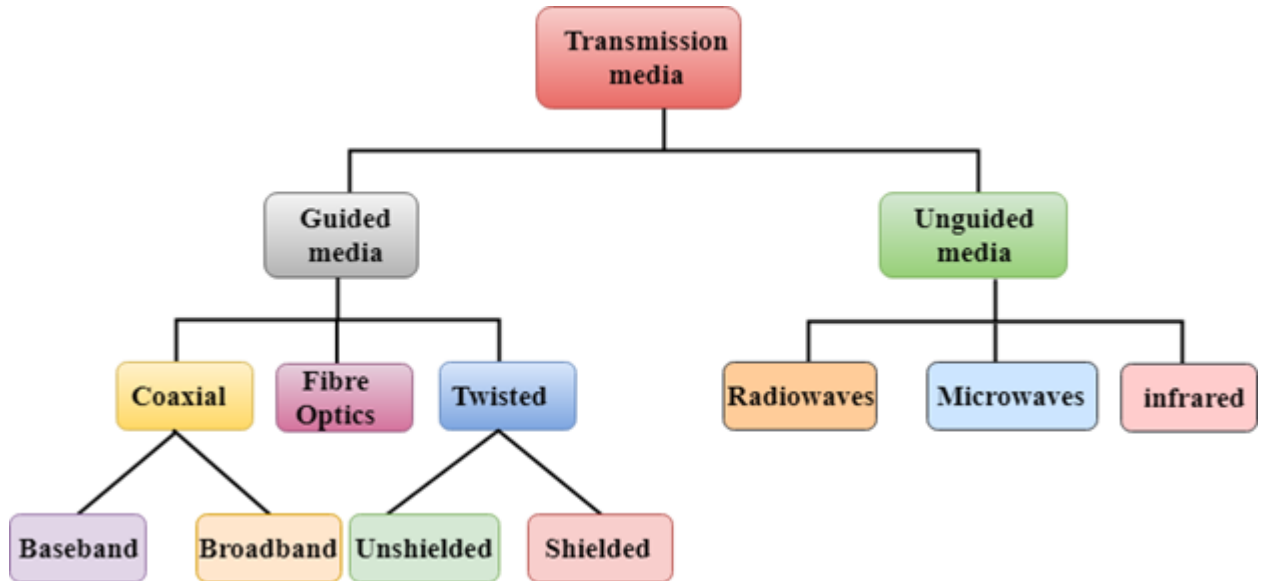 Transmission
media
Guided
media
Unguided
media
Coaxial
Fibre
Optics
Twisted
Radiowaves
Microwaves
infrared
Baseband
Broadband
Unshielded
Shielded